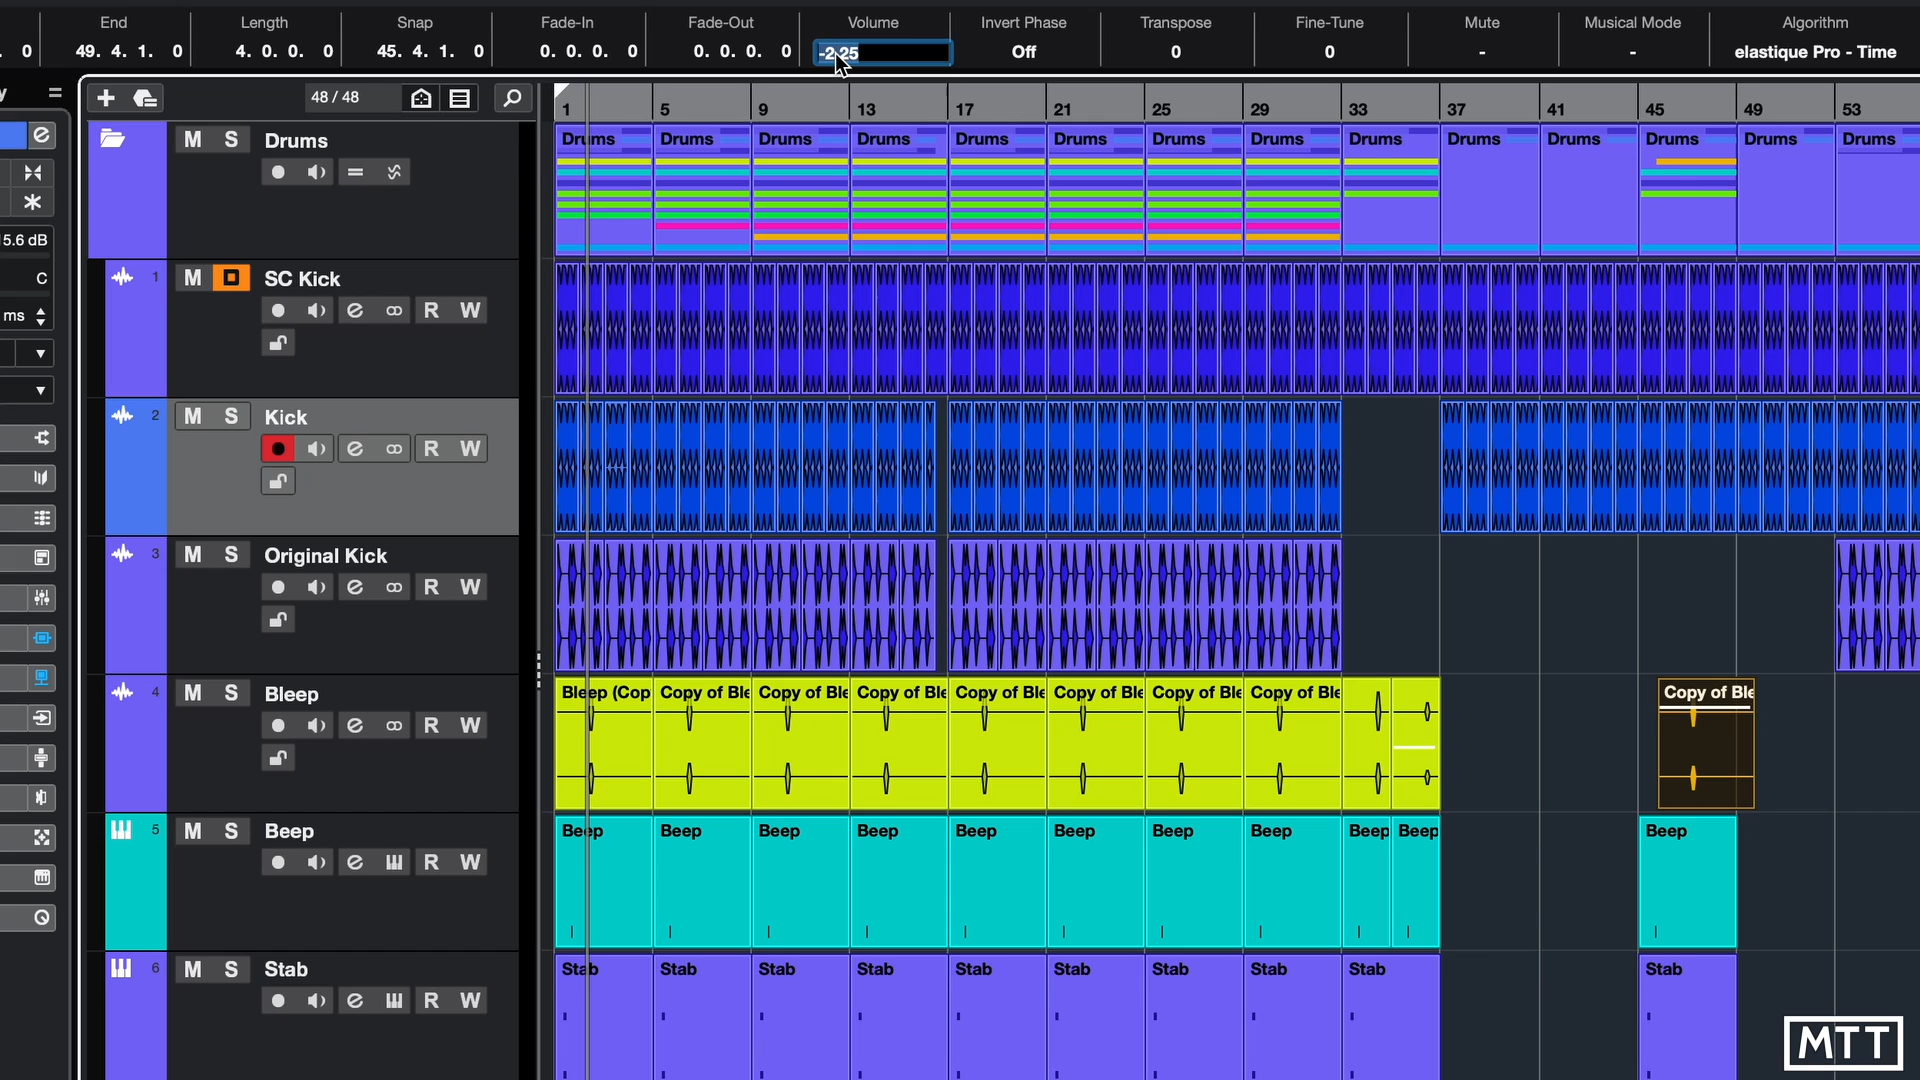 End Length Snap Fade-In Fade-Out Volume Invert Phase Transpose Fine-Tune Mute Musical Mode Algorithm
0 49. 4. 1. 0 4. 0. 0. 0 45. 4. 1. 0 0. 0. 0. 0 0. 0. 0. 0 -2.25 Off 0 0 - - elastique Pro - Time
y 48 / 48
1 5 9 13 17 21 25 29 33 37 41 45 49 53
M S Drums
Drums Drums Drums Drums Drums Drums Drums Drums Drums Drums Drums Drums Drums Drums
5.6 dB
1 M SC Kick
C
R W
ms
2 M S Kick
R W
3 M S Original Kick
R W
4 M S Bleep
Bleep (Cop Copy of Ble Copy of Ble Copy of Ble Copy of Ble Copy of Ble Copy of Ble Copy of Ble Copy of Ble
R W
5 M S Beep
Beep Beep Beep Beep Beep Beep Beep Beep Beep Beep Beep
R W
6 M S Stab
Stab Stab Stab Stab Stab Stab Stab Stab Stab Stab
R W
MTT